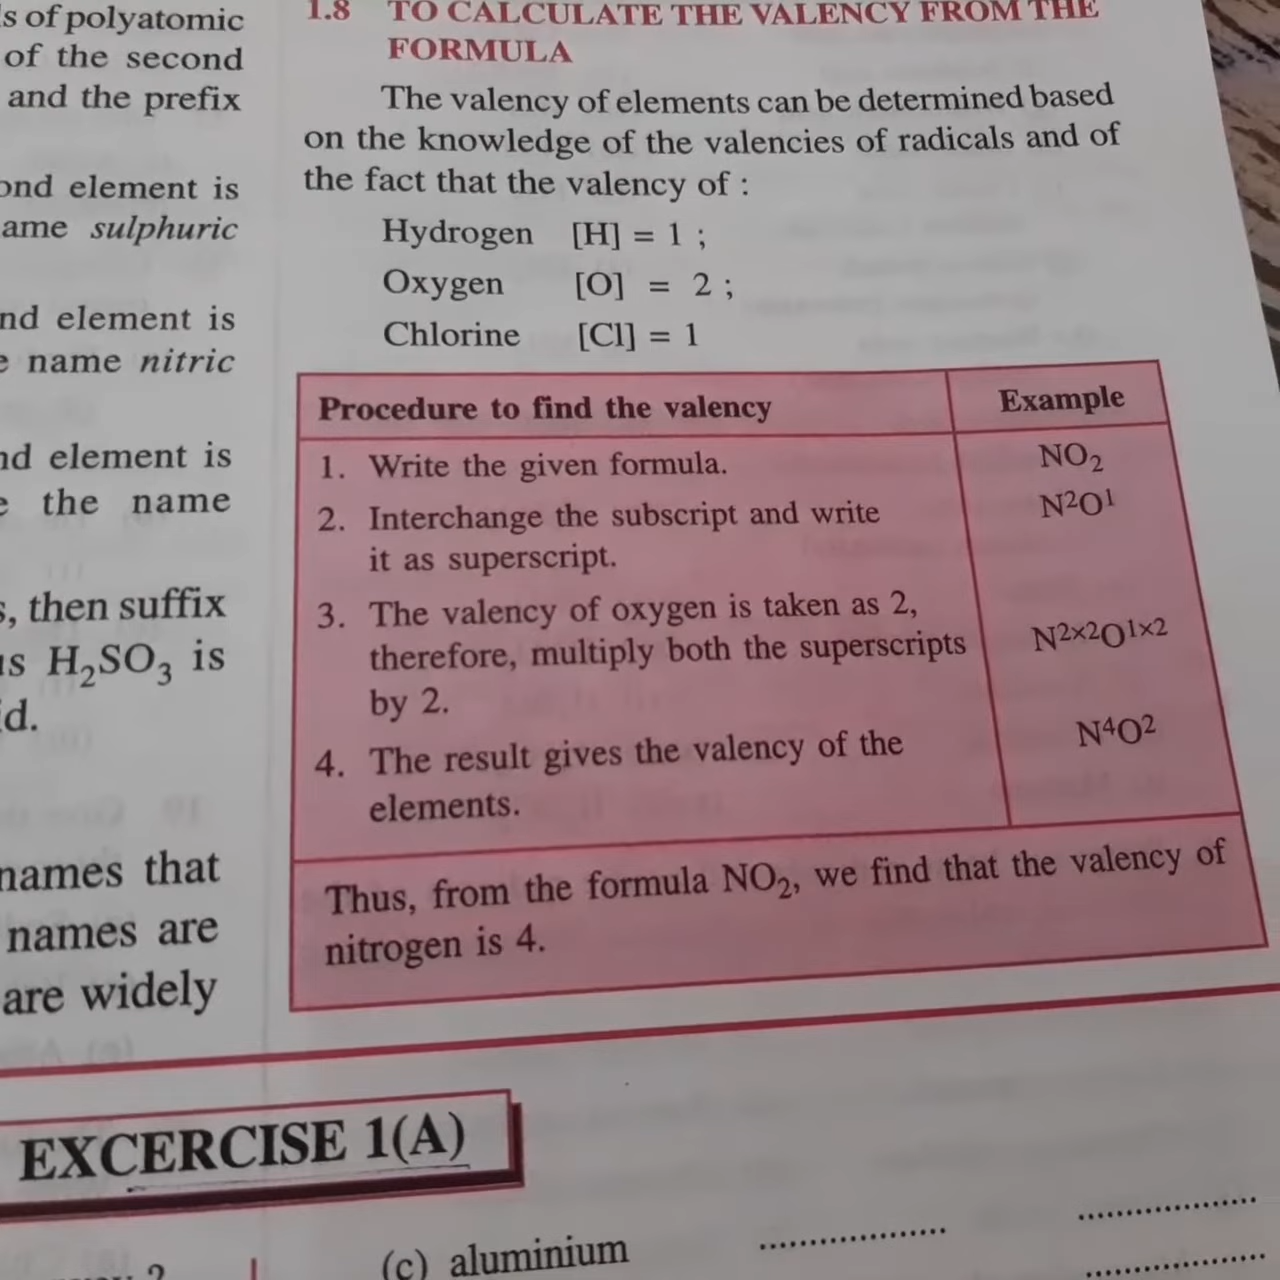 s of polyatomic
of the second
and the prefix
ond element is
ame sulphuric
nd element is
name nitric
nd element is
the name
, then suffix
H₂SO₃ is
names that
names are
are widely
1.8 TO CALCULATE THE VALENCY FROM THE
FORMULA
The valency of elements can be determined based
on the knowledge of the valencies of radicals and of
the fact that the valency of :
Hydrogen [H] = 1 ;
Oxygen [O] = 2 ;
Chlorine [Cl] = 1
Procedure to find the valency Example
1. Write the given formula. NO₂
2. Interchange the subscript and write N²O¹
it as superscript.
3. The valency of oxygen is taken as 2,
therefore, multiply both the superscripts N²ˣ²O¹ˣ²
by 2.
4. The result gives the valency of the N⁴O²
elements.
Thus, from the formula NO₂, we find that the valency of
nitrogen is 4.
EXCERCISE 1(A)
(c) aluminium .................... ....................
....................